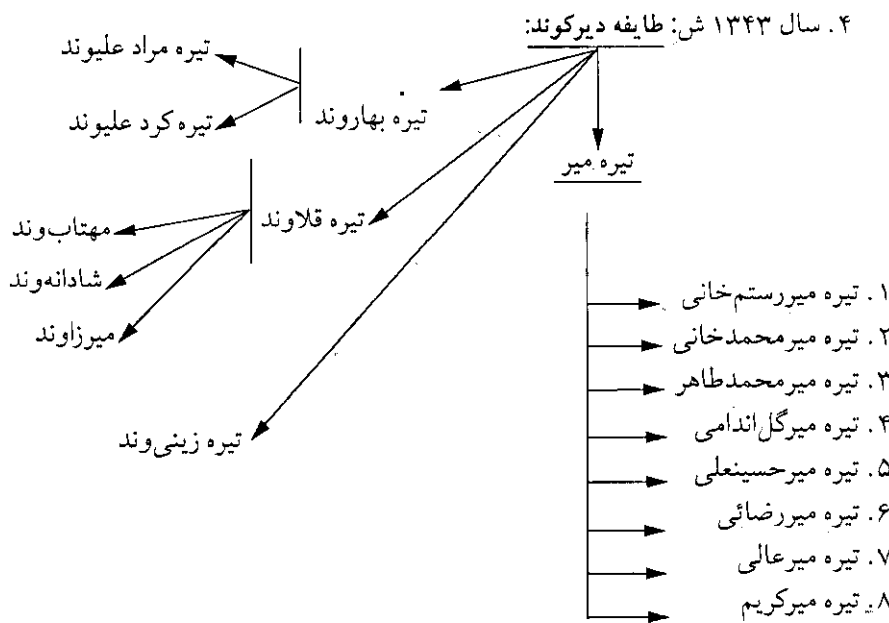 ۴. سال ۱۳۴۳ ش: طایفه دیرکوند:
تیره میر
۱. تیره میررستم‌خانی
۲. تیره میرمحمدخانی
۳. تیره میرمحمدطاهر
۴. تیره میرگل‌اندامی
۵. تیره میرحسینعلی
۶. تیره میررضائی
۷. تیره میرعالی
۸. تیره میرکریم
تیره بهاروند
تیره مراد علیوند
تیره کرد علیوند
تیره قلاوند
مهتاب‌وند
شادانه‌وند
میرزاوند
تیره زینی‌وند